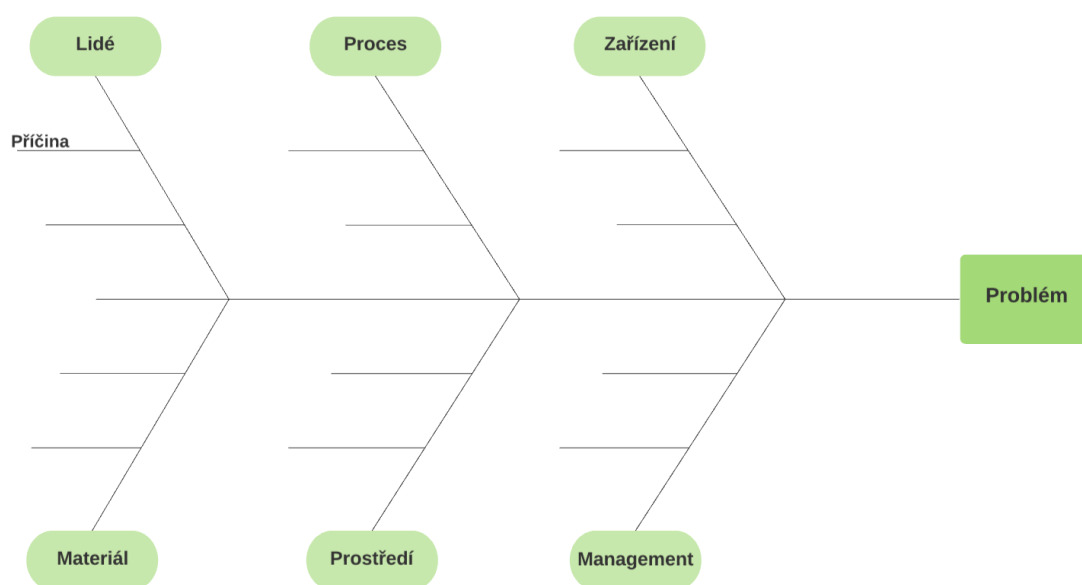 Lidé
Proces
Zařízení
Příčina
Problém
Materiál
Prostředí
Management